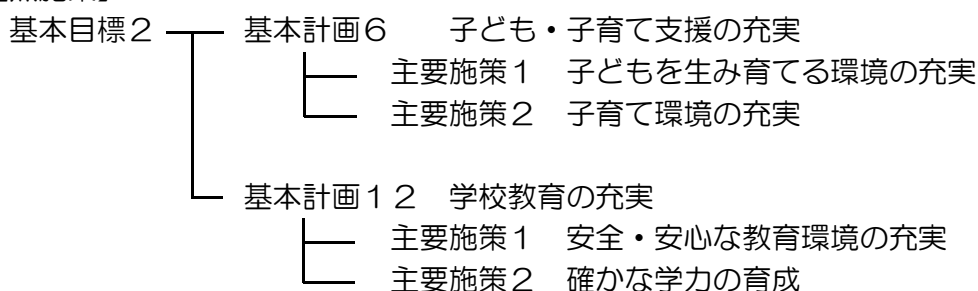 基本目標２　基本計画６　子ども・子育て支援の充実
主要施策１　子どもを生み育てる環境の充実
主要施策２　子育て環境の充実
基本計画１２　学校教育の充実
主要施策１　安全・安心な教育環境の充実
主要施策２　確かな学力の育成